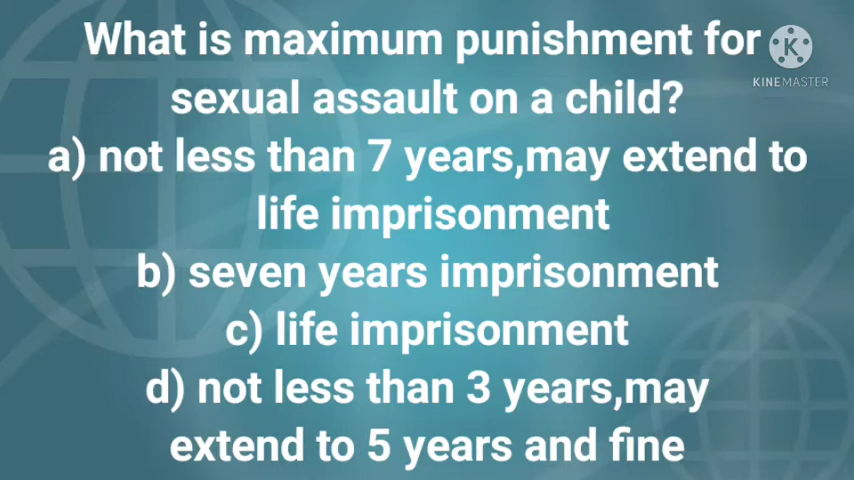 What is maximum punishment for
sexual assault on a child?
a) not less than 7 years,may extend to
life imprisonment
b) seven years imprisonment
c) life imprisonment
d) not less than 3 years,may
extend to 5 years and fine
K
KINEMASTER